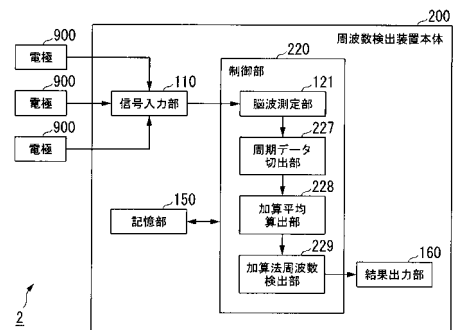 200
周波数検出装置本体
900
電極
900
電極
900
電極
110
信号入力部
220
制御部
121
脳波測定部
227
周期データ
切出部
228
加算平均
算出部
229
加算法周波数
検出部
150
記憶部
160
結果出力部
2